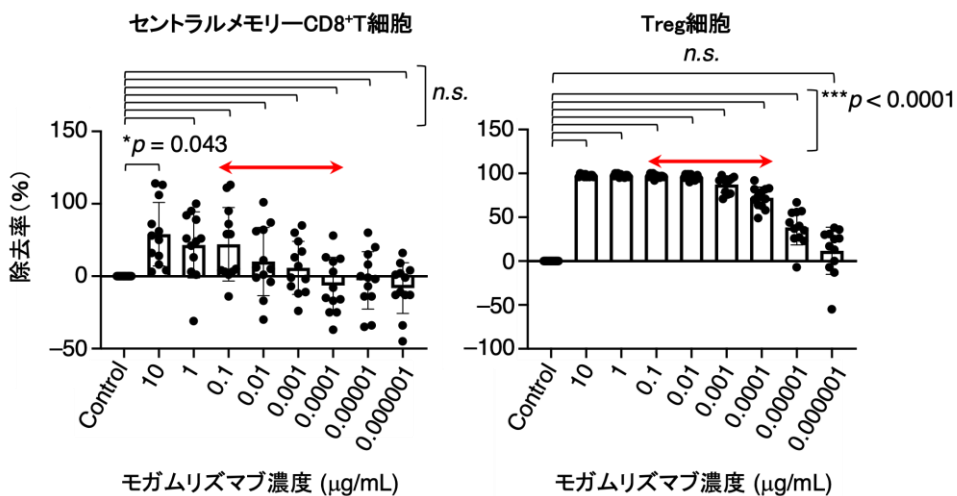 セントラルメモリーCD8+T細胞
n.s.
*p = 0.043
150
100
50
0
−50
除去率(%)
Control
10
1
0.1
0.01
0.001
0.0001
0.00001
0.000001
モガムリズマブ濃度 (μg/mL)
Treg細胞
n.s.
***p < 0.0001
150
100
50
0
−50
−100
Control
10
1
0.1
0.01
0.001
0.0001
0.00001
0.000001
モガムリズマブ濃度 (μg/mL)